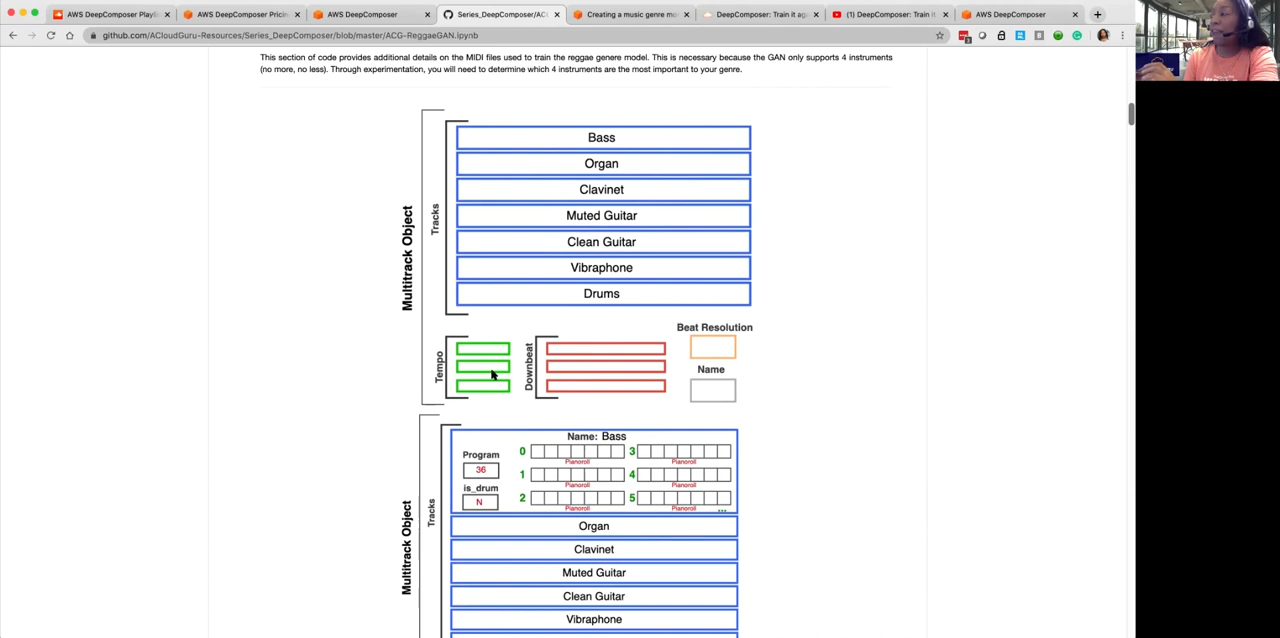 AWS DeepComposer Playli
AWS DeepComposer Pricin
AWS DeepComposer
Series_DeepComposer/AC
Creating a music genre mo
DeepComposer: Train it ag
(1) DeepComposer: Train it
AWS DeepComposer
github.com/ACloudGuru-Resources/Series_DeepComposer/blob/master/ACG-ReggaeGAN.ipynb
This section of code provides additional details on the MIDI files used to train the reggae genere model. This is necessary because the GAN only supports 4 instruments
(no more, no less). Through experimentation, you will need to determine which 4 instruments are the most important to your genre.
Multitrack Object
Tracks
Bass
Organ
Clavinet
Muted Guitar
Clean Guitar
Vibraphone
Drums
Tempo
Downbeat
Beat Resolution
Name
Multitrack Object
Tracks
Name: Bass
Program
36
is_drum
N
0 3
Pianoroll Pianoroll
1 4
Pianoroll Pianoroll
2 5
Pianoroll Pianoroll
...
Organ
Clavinet
Muted Guitar
Clean Guitar
Vibraphone